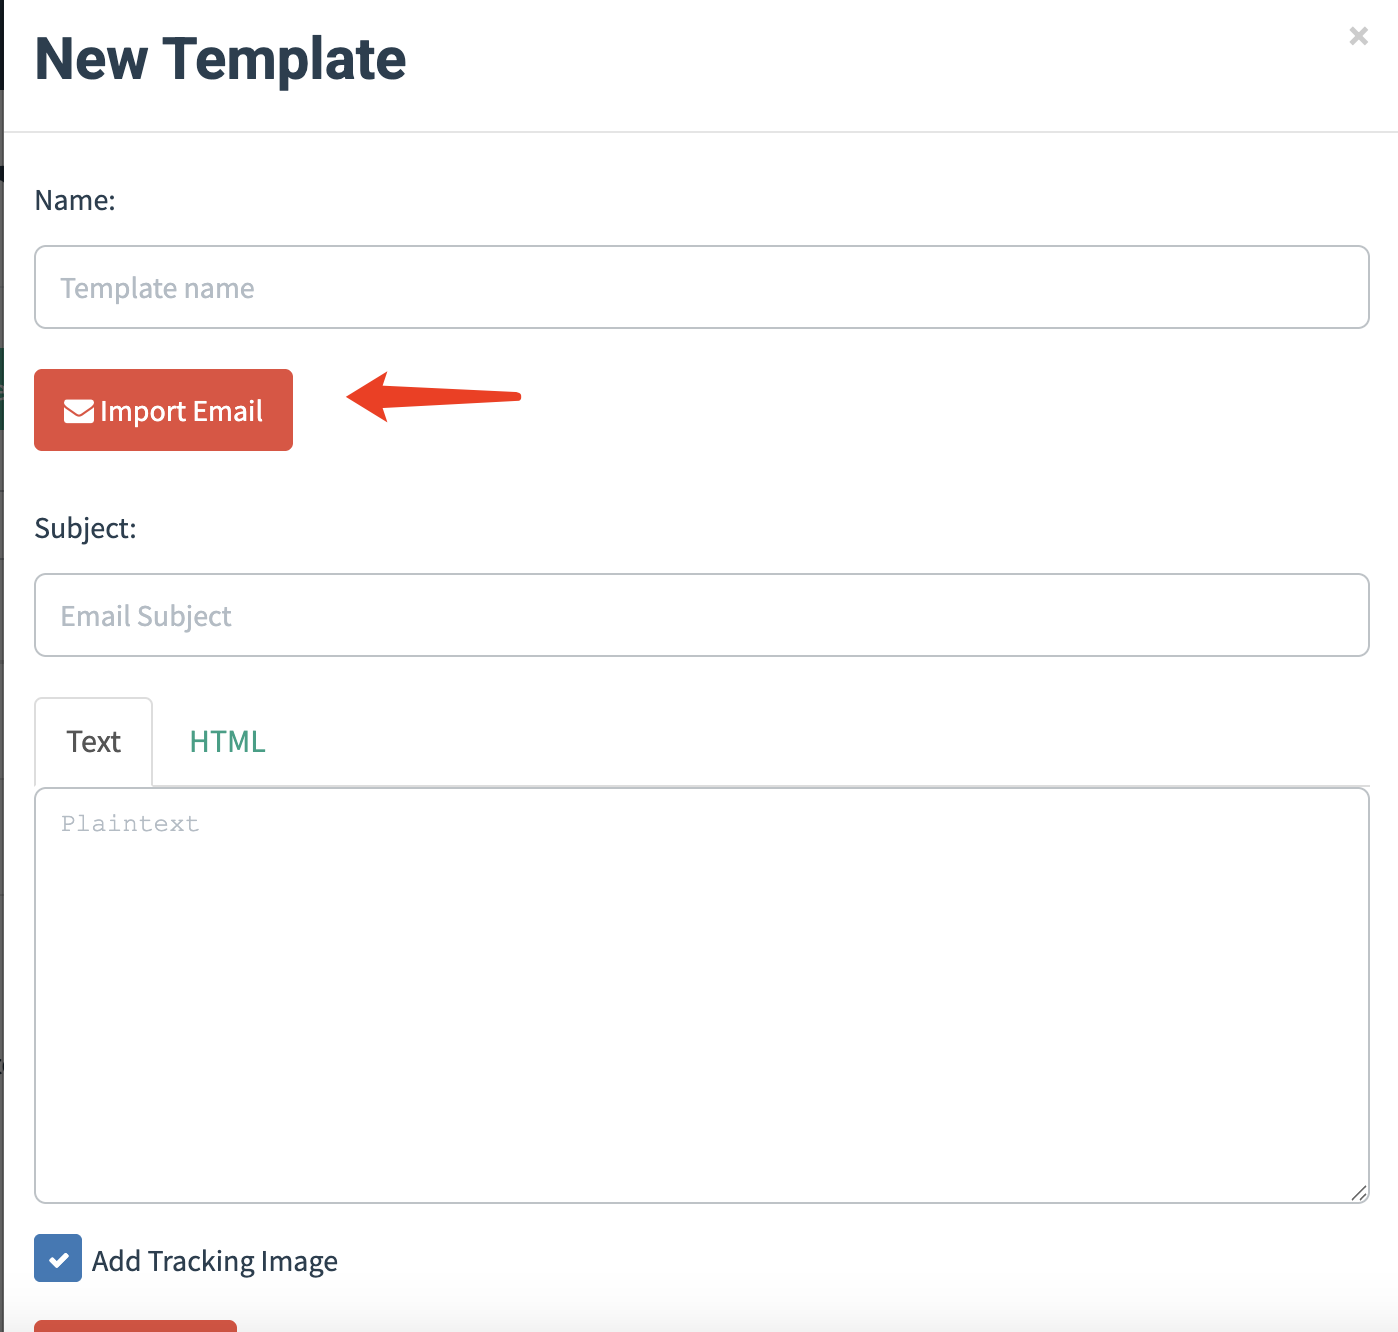 New Template
×
Name:
Template name
Import Email
Subject:
Email Subject
Text HTML
Plaintext
Add Tracking Image